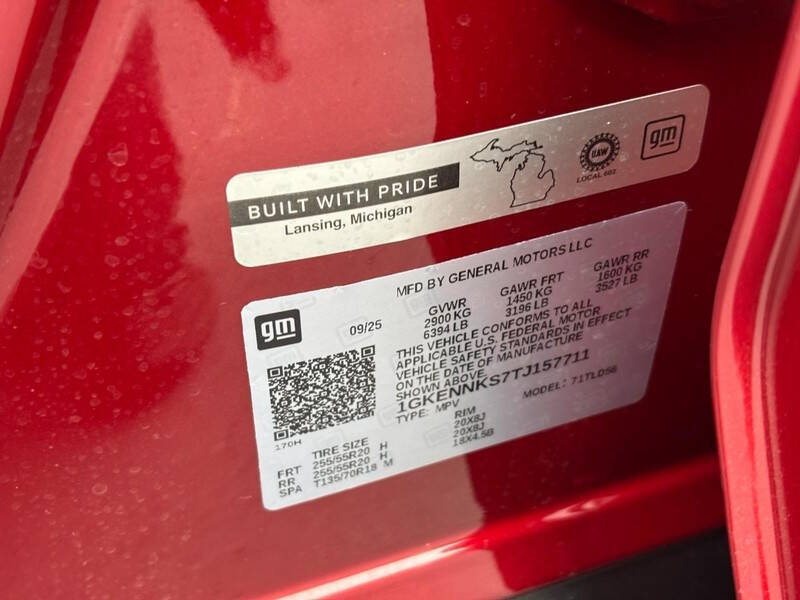 BUILT WITH PRIDE
Lansing, Michigan
UAW
LOCAL 602
gm
MFD BY GENERAL MOTORS LLC
gm
09/25
GVWR
2900 KG
6394 LB
GAWR FRT
1450 KG
3196 LB
GAWR RR
1600 KG
3527 LB
THIS VEHICLE CONFORMS TO ALL
APPLICABLE U.S. FEDERAL MOTOR
VEHICLE SAFETY STANDARDS IN EFFECT
ON THE DATE OF MANUFACTURE
SHOWN ABOVE.
1GKENNKS7TJ157711
TYPE: MPV
MODEL: 71TLD56
170H
TIRE SIZE RIM
FRT 255/55R20 H 20X8J
RR 255/55R20 H 20X8J
SPA T135/70R18 M 18X4.5B